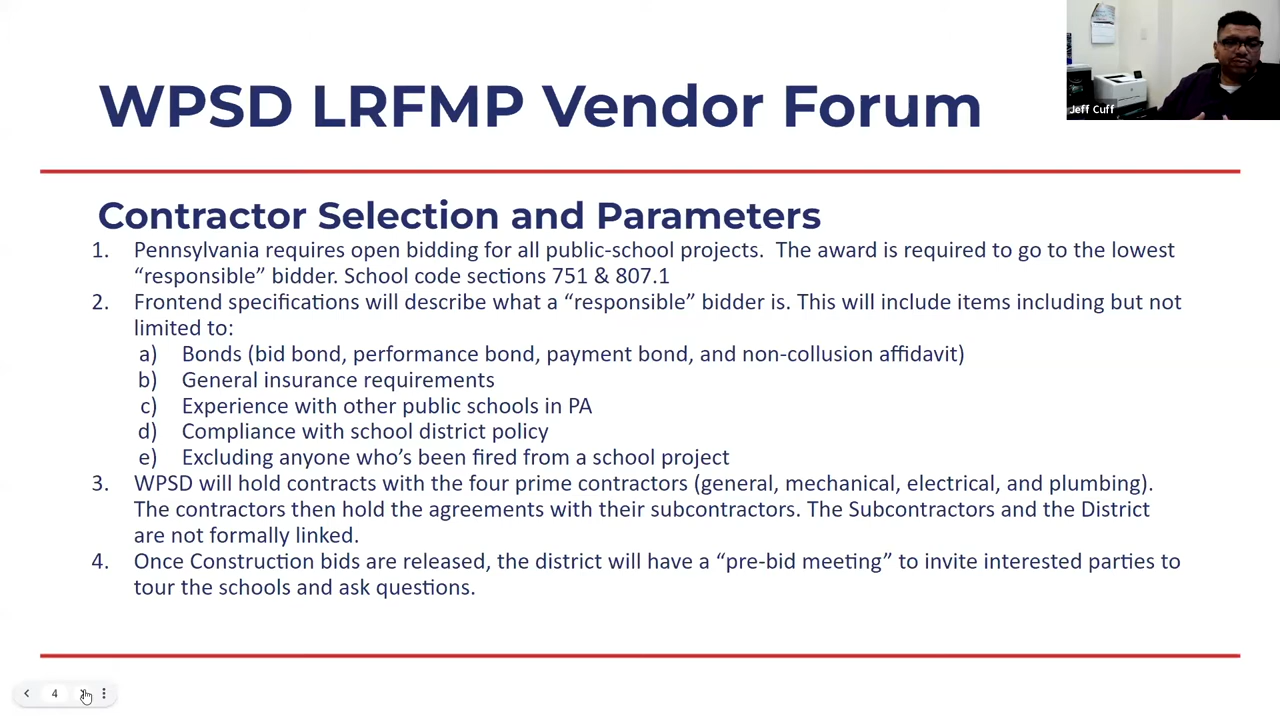 WPSD LRFMP Vendor Forum
Jeff Cuff
Contractor Selection and Parameters
1. Pennsylvania requires open bidding for all public-school projects. The award is required to go to the lowest
“responsible” bidder. School code sections 751 & 807.1
2. Frontend specifications will describe what a “responsible” bidder is. This will include items including but not
limited to:
a) Bonds (bid bond, performance bond, payment bond, and non-collusion affidavit)
b) General insurance requirements
c) Experience with other public schools in PA
d) Compliance with school district policy
e) Excluding anyone who’s been fired from a school project
3. WPSD will hold contracts with the four prime contractors (general, mechanical, electrical, and plumbing).
The contractors then hold the agreements with their subcontractors. The Subcontractors and the District
are not formally linked.
4. Once Construction bids are released, the district will have a “pre-bid meeting” to invite interested parties to
tour the schools and ask questions.
4